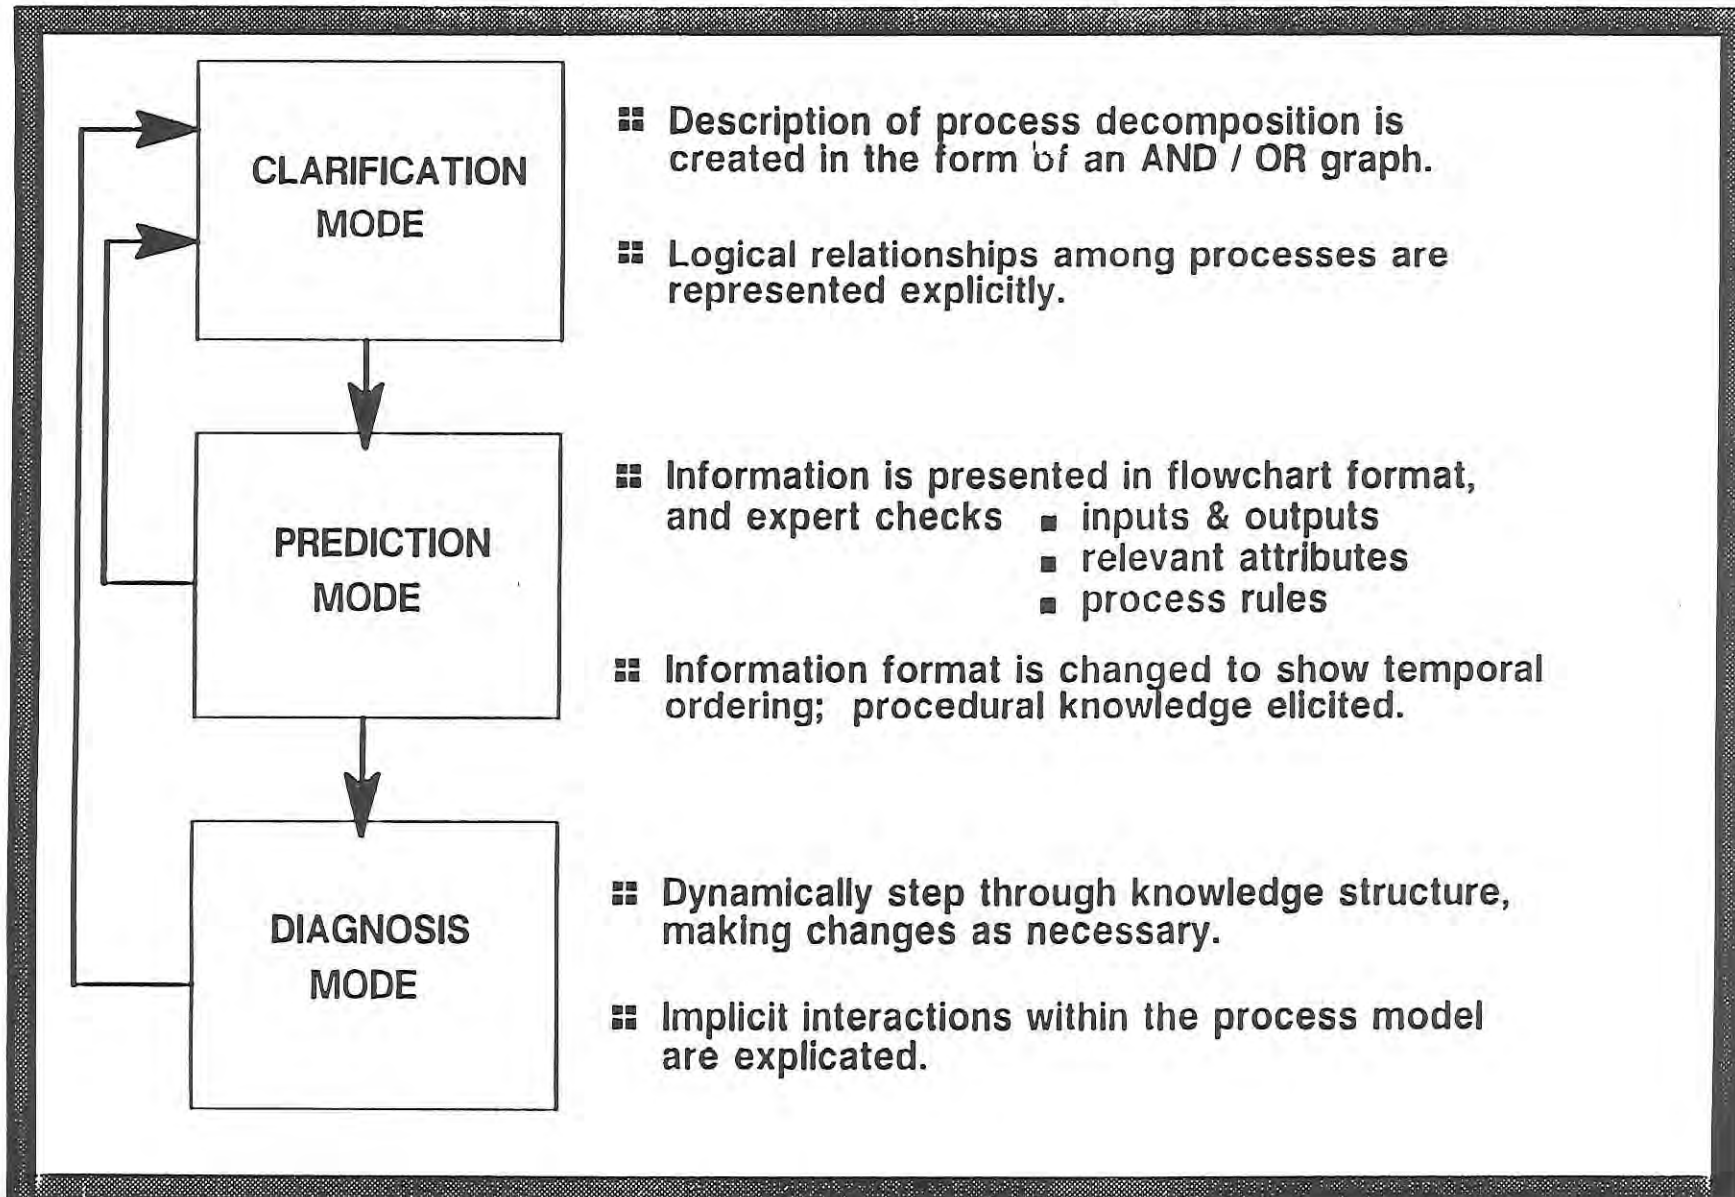 CLARIFICATION
MODE
Description of process decomposition is
created in the form of an AND / OR graph.
Logical relationships among processes are
represented explicitly.
PREDICTION
MODE
Information is presented in flowchart format,
and expert checks ■ inputs & outputs
■ relevant attributes
■ process rules
Information format is changed to show temporal
ordering; procedural knowledge elicited.
DIAGNOSIS
MODE
Dynamically step through knowledge structure,
making changes as necessary.
Implicit interactions within the process model
are explicated.